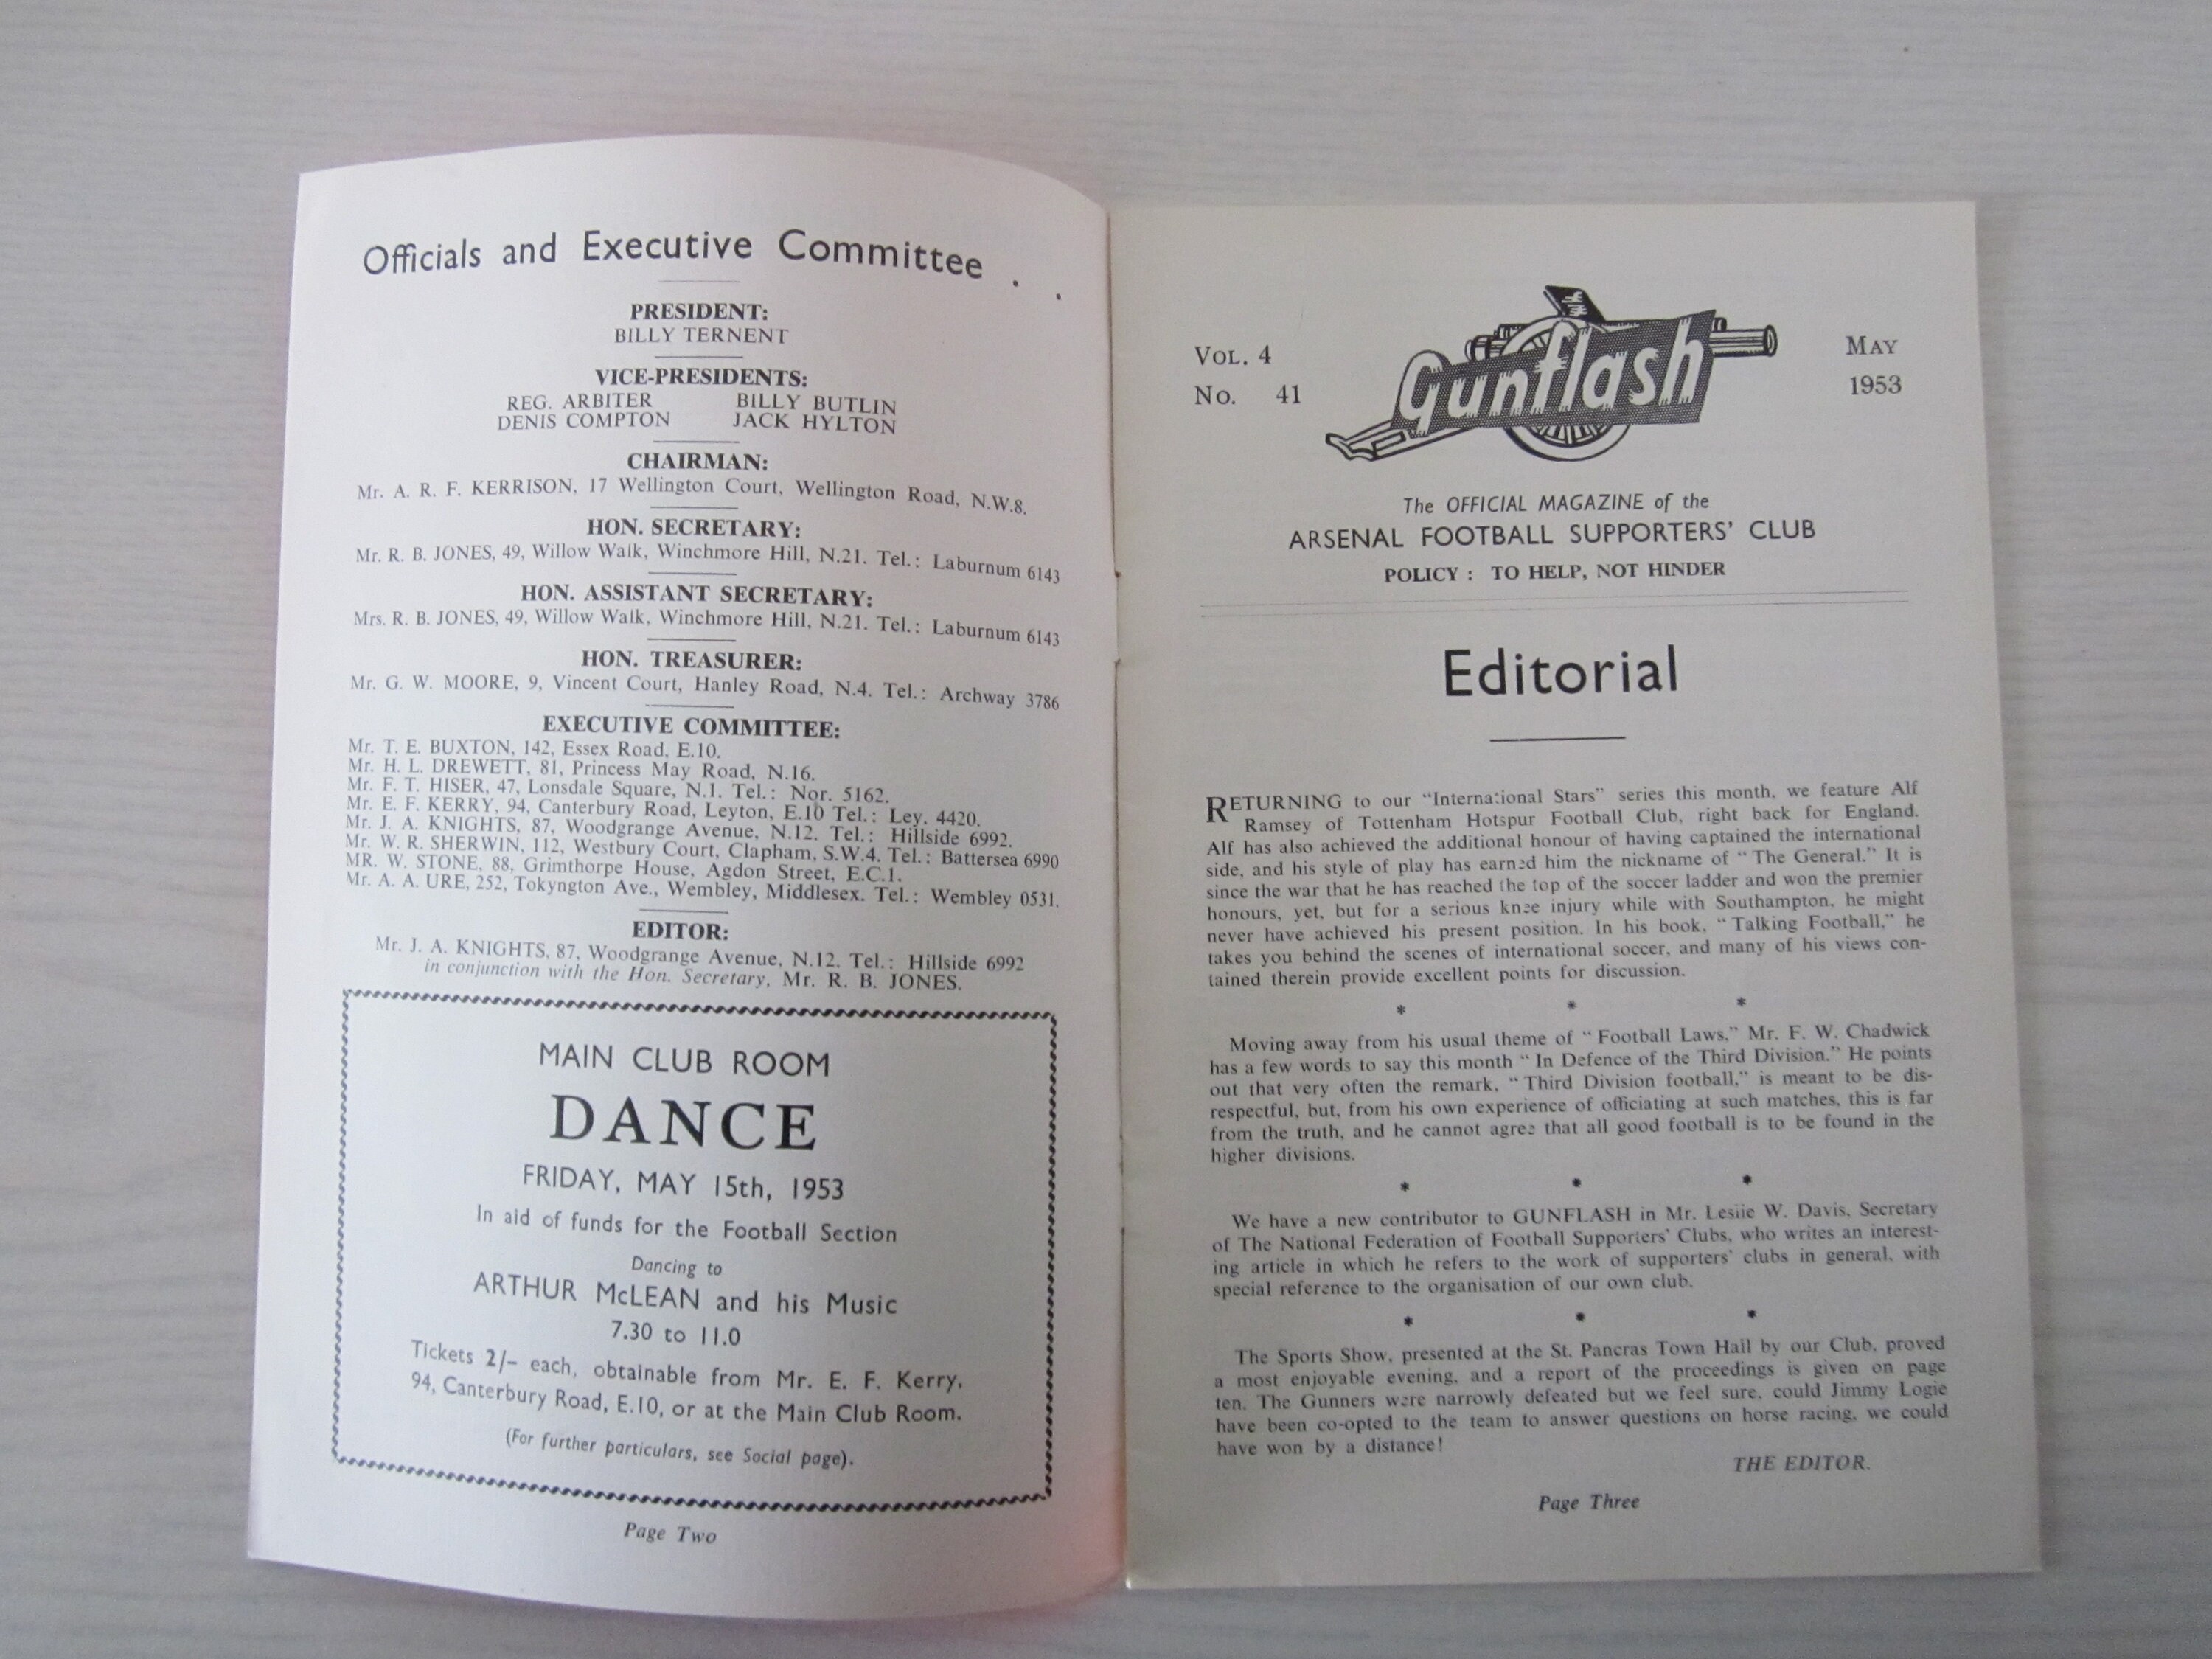 Officials and Executive Committee . .
PRESIDENT:
BILLY TERNENT
VICE-PRESIDENTS:
REG. ARBITER BILLY BUTLIN
DENIS COMPTON JACK HYLTON
CHAIRMAN:
Mr. A. R. F. KERRISON, 17 Wellington Court, Wellington Road, N.W.8.
HON. SECRETARY:
Mr. R. B. JONES, 49, Willow Walk, Winchmore Hill, N.21. Tel.: Laburnum 6143
HON. ASSISTANT SECRETARY:
Mrs. R. B. JONES, 49, Willow Walk, Winchmore Hill, N.21. Tel.: Laburnum 6143
HON. TREASURER:
Mr. G. W. MOORE, 9, Vincent Court, Hanley Road, N.4. Tel.: Archway 3786
EXECUTIVE COMMITTEE:
Mr. T. E. BUXTON, 142, Essex Road, E.10.
Mr. H. L. DREWETT, 81, Princess May Road, N.16.
Mr. F. T. HISER, 47, Lonsdale Square, N.1. Tel.: Nor. 5162.
Mr. E. F. KERRY, 94, Canterbury Road, Leyton, E.10 Tel.: Ley. 4420.
Mr. J. A. KNIGHTS, 87, Woodgrange Avenue, N.12. Tel.: Hillside 6992.
Mr. W. R. SHERWIN, 112, Westbury Court, Clapham, S.W.4. Tel.: Battersea 6990
MR. W. STONE, 88, Grimthorpe House, Agdon Street, E.C.1.
Mr. A. A. URE, 252, Tokyngton Ave., Wembley, Middlesex. Tel.: Wembley 0531.
EDITOR:
Mr. J. A. KNIGHTS, 87, Woodgrange Avenue, N.12. Tel.: Hillside 6992
in conjunction with the Hon. Secretary, Mr. R. B. JONES.
MAIN CLUB ROOM
DANCE
FRIDAY, MAY 15th, 1953
In aid of funds for the Football Section
Dancing to
ARTHUR McLEAN and his Music
7.30 to 11.0
Tickets 2/- each, obtainable from Mr. E. F. Kerry,
94, Canterbury Road, E.10, or at the Main Club Room.
(For further particulars, see Social page).
Page Two
VOL. 4
No. 41
Gunflash
MAY
1953
The OFFICIAL MAGAZINE of the
ARSENAL FOOTBALL SUPPORTERS' CLUB
POLICY : TO HELP, NOT HINDER
Editorial
RETURNING to our "International Stars" series this month, we feature Alf
Ramsey of Tottenham Hotspur Football Club, right back for England.
Alf has also achieved the additional honour of having captained the international
side, and his style of play has earned him the nickname of "The General." It is
since the war that he has reached the top of the soccer ladder and won the premier
honours, yet, but for a serious knee injury while with Southampton, he might
never have achieved his present position. In his book, "Talking Football," he
takes you behind the scenes of international soccer, and many of his views con-
tained therein provide excellent points for discussion.
* * *
Moving away from his usual theme of "Football Laws," Mr. F. W. Chadwick
has a few words to say this month "In Defence of the Third Division." He points
out that very often the remark, "Third Division football," is meant to be dis-
respectful, but, from his own experience of officiating at such matches, this is far
from the truth, and he cannot agree that all good football is to be found in the
higher divisions.
* * *
We have a new contributor to GUNFLASH in Mr. Leslie W. Davis, Secretary
of The National Federation of Football Supporters' Clubs, who writes an interest-
ing article in which he refers to the work of supporters' clubs in general, with
special reference to the organisation of our own club.
* * *
The Sports Show, presented at the St. Pancras Town Hall by our Club, proved
a most enjoyable evening, and a report of the proceedings is given on page
ten. The Gunners were narrowly defeated but we feel sure, could Jimmy Logie
have been co-opted to the team to answer questions on horse racing, we could
have won by a distance!
THE EDITOR.
Page Three